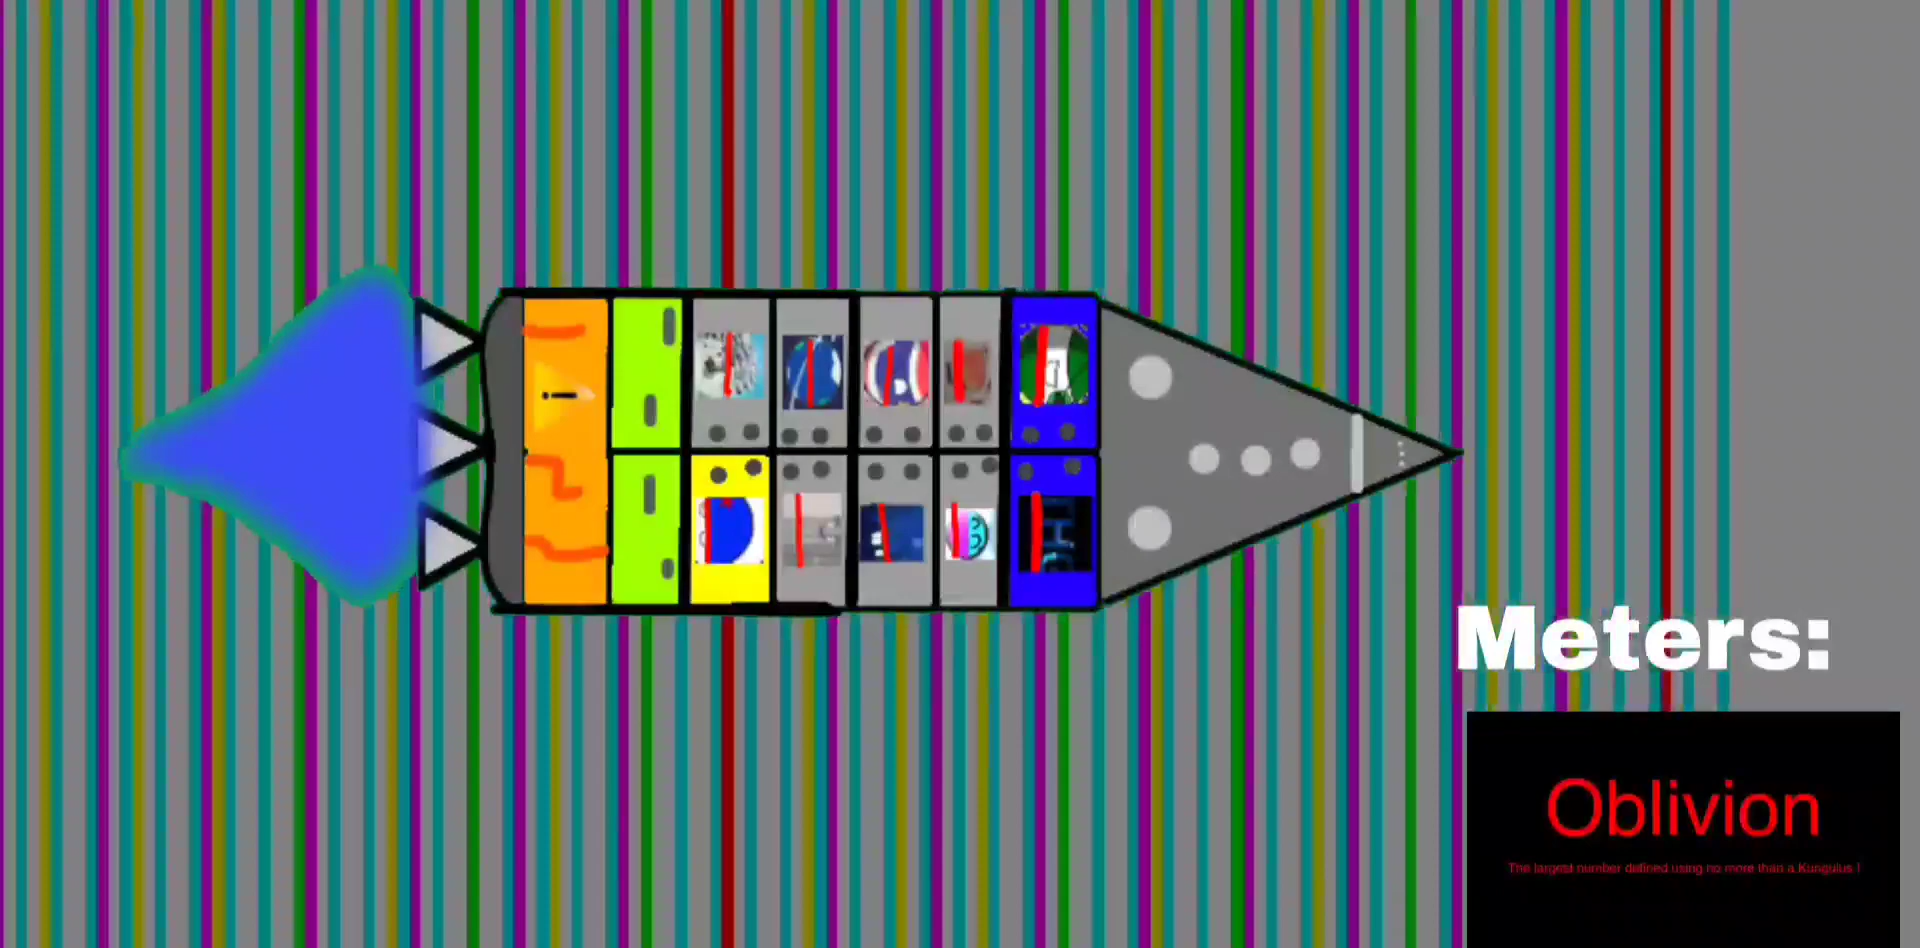 !
Meters:
Oblivion
The largest number defined using no more than a Kungulus !